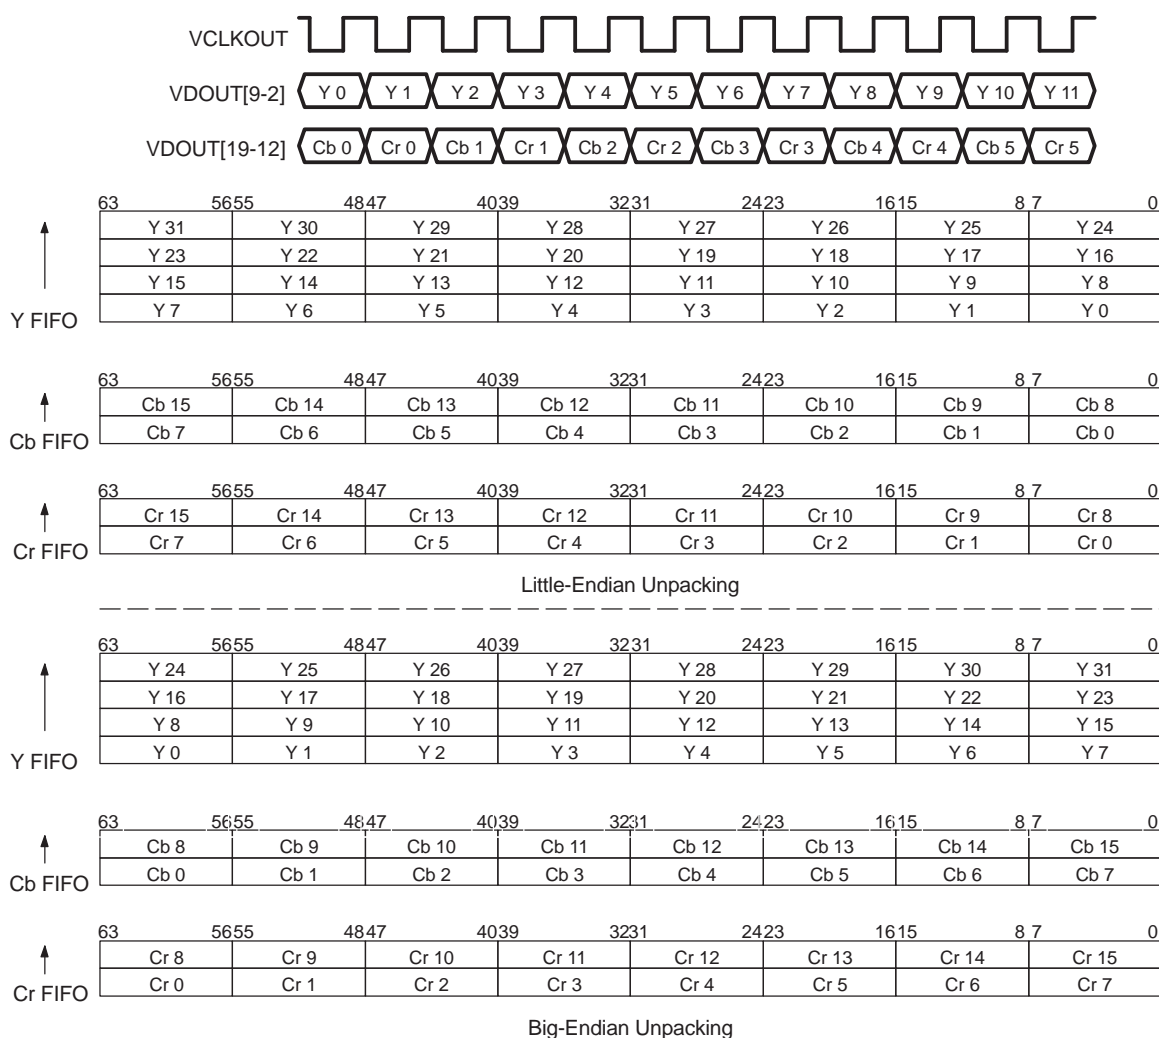 VCLKOUT
VDOUT[9-2] Y 0 Y 1 Y 2 Y 3 Y 4 Y 5 Y 6 Y 7 Y 8 Y 9 Y 10 Y 11
VDOUT[19-12] Cb 0 Cr 0 Cb 1 Cr 1 Cb 2 Cr 2 Cb 3 Cr 3 Cb 4 Cr 4 Cb 5 Cr 5
63 5655 4847 4039 3231 2423 1615 8 7 0
Y 31 Y 30 Y 29 Y 28 Y 27 Y 26 Y 25 Y 24
Y 23 Y 22 Y 21 Y 20 Y 19 Y 18 Y 17 Y 16
Y 15 Y 14 Y 13 Y 12 Y 11 Y 10 Y 9 Y 8
Y 7 Y 6 Y 5 Y 4 Y 3 Y 2 Y 1 Y 0
Y FIFO
63 5655 4847 4039 3231 2423 1615 8 7 0
Cb 15 Cb 14 Cb 13 Cb 12 Cb 11 Cb 10 Cb 9 Cb 8
Cb FIFO Cb 7 Cb 6 Cb 5 Cb 4 Cb 3 Cb 2 Cb 1 Cb 0
63 5655 4847 4039 3231 2423 1615 8 7 0
Cr 15 Cr 14 Cr 13 Cr 12 Cr 11 Cr 10 Cr 9 Cr 8
Cr FIFO Cr 7 Cr 6 Cr 5 Cr 4 Cr 3 Cr 2 Cr 1 Cr 0
Little-Endian Unpacking
63 5655 4847 4039 3231 2423 1615 8 7 0
Y 24 Y 25 Y 26 Y 27 Y 28 Y 29 Y 30 Y 31
Y 16 Y 17 Y 18 Y 19 Y 20 Y 21 Y 22 Y 23
Y 8 Y 9 Y 10 Y 11 Y 12 Y 13 Y 14 Y 15
Y 0 Y 1 Y 2 Y 3 Y 4 Y 5 Y 6 Y 7
Y FIFO
63 5655 4847 4039 3231 2423 1615 8 7 0
Cb 8 Cb 9 Cb 10 Cb 11 Cb 12 Cb 13 Cb 14 Cb 15
Cb FIFO Cb 0 Cb 1 Cb 2 Cb 3 Cb 4 Cb 5 Cb 6 Cb 7
63 5655 4847 4039 3231 2423 1615 8 7 0
Cr 8 Cr 9 Cr 10 Cr 11 Cr 12 Cr 13 Cr 14 Cr 15
Cr FIFO Cr 0 Cr 1 Cr 2 Cr 3 Cr 4 Cr 5 Cr 6 Cr 7
Big-Endian Unpacking